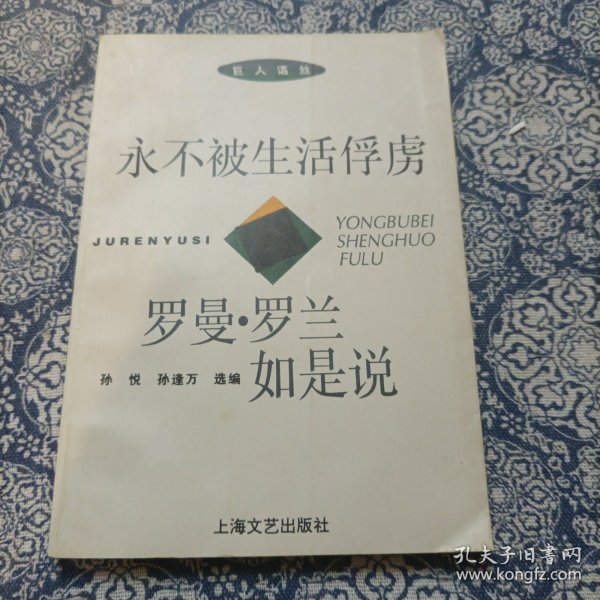 巨人语丝
永不被生活俘虏
JURENYUSI
YONGBUBEI
SHENGHUO
FULU
罗曼·罗兰
孙 悦 孙逢万 选编
如是说
上海文艺出版社
孔夫子旧书网
www.kongfz.com